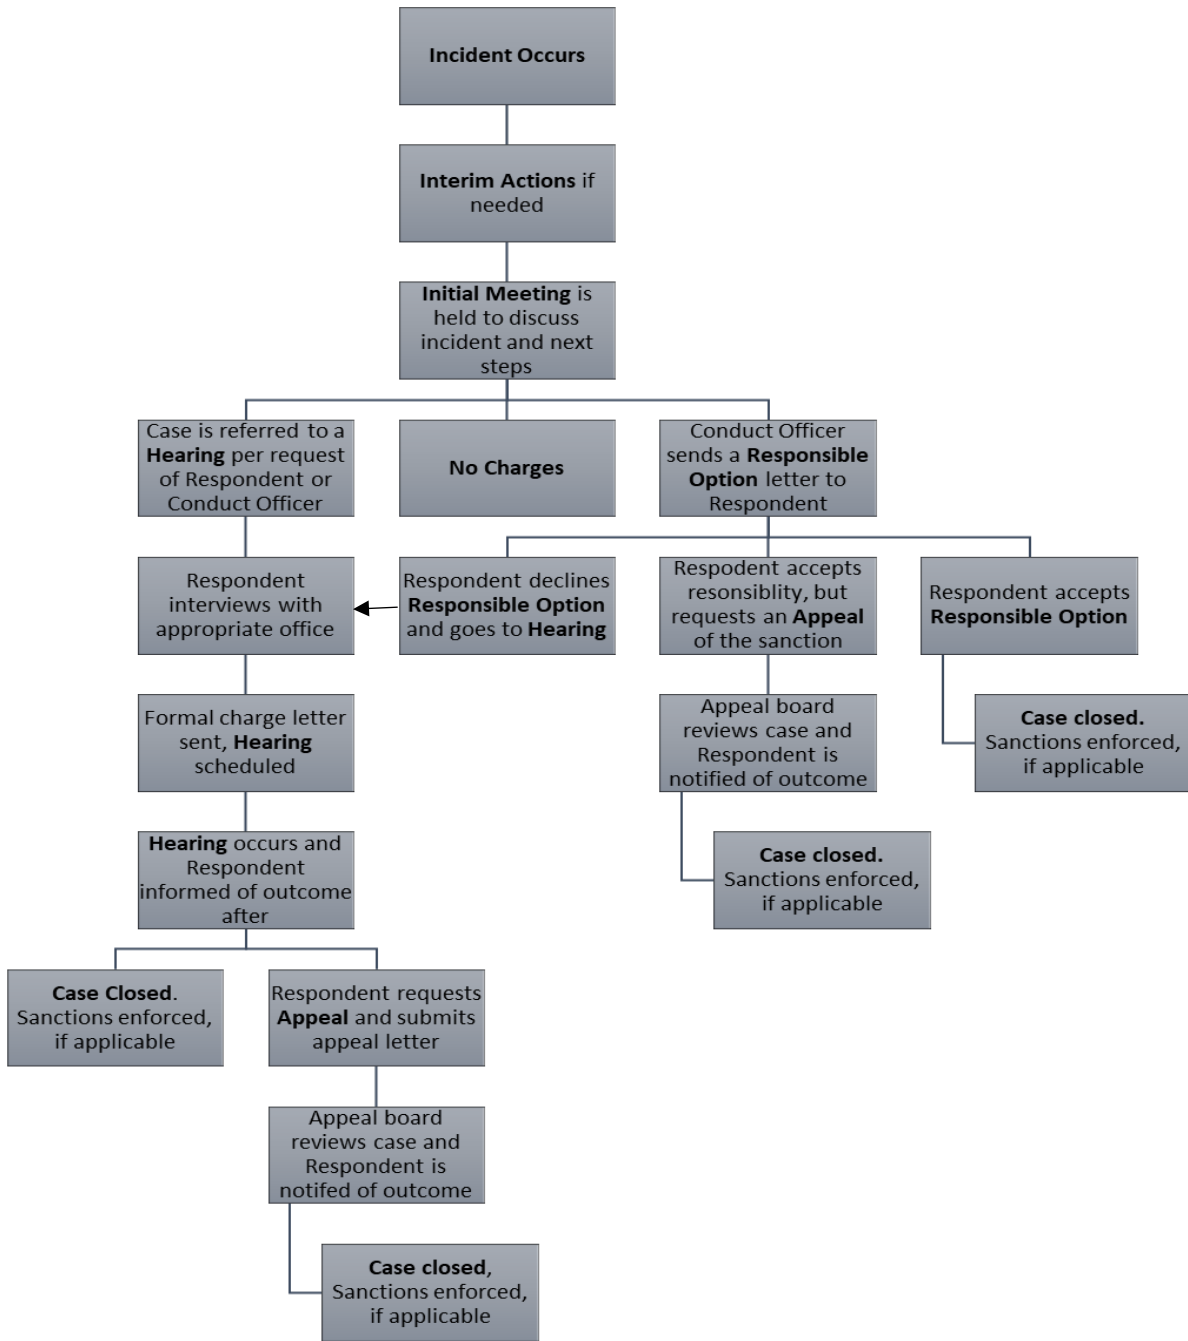 Incident Occurs
Interim Actions if
needed
Initial Meeting is
held to discuss
incident and next
steps
Case is referred to a
Hearing per request
of Respondent or
Conduct Officer
No Charges
Conduct Officer
sends a Responsible
Option letter to
Respondent
Respondent
interviews with
appropriate office
Respondent declines
Responsible Option
and goes to Hearing
Respodent accepts
resonsiblity, but
requests an Appeal
of the sanction
Respondent accepts
Responsible Option
Formal charge letter
sent, Hearing
scheduled
Appeal board
reviews case and
Respondent is
notified of outcome
Case closed.
Sanctions enforced,
if applicable
Hearing occurs and
Respondent
informed of outcome
after
Case closed.
Sanctions enforced,
if applicable
Case Closed.
Sanctions enforced,
if applicable
Respondent requests
Appeal and submits
appeal letter
Appeal board
reviews case and
Respondent is
notifed of outcome
Case closed,
Sanctions enforced,
if applicable